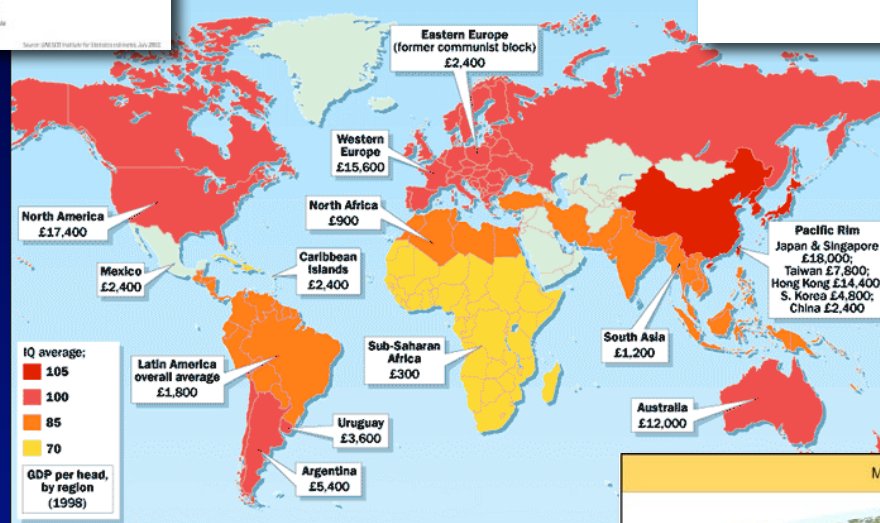 Eastern Europe
(former communist block)
£2,400
Western
Europe
£15,600
North Africa
£900
North America
£17,400
Mexico
£2,400
Caribbean
Islands
£2,400
Pacific Rim
Japan & Singapore
£18,000;
Taiwan £7,800;
Hong Kong £14,400
S. Korea £4,800;
China £2,400
South Asia
£1,200
Sub-Saharan
Africa
£300
Latin America
overall average
£1,800
Uruguay
£3,600
Argentina
£5,400
Australia
£12,000
IQ average;
105
100
85
70
GDP per head,
by region
(1998)
M